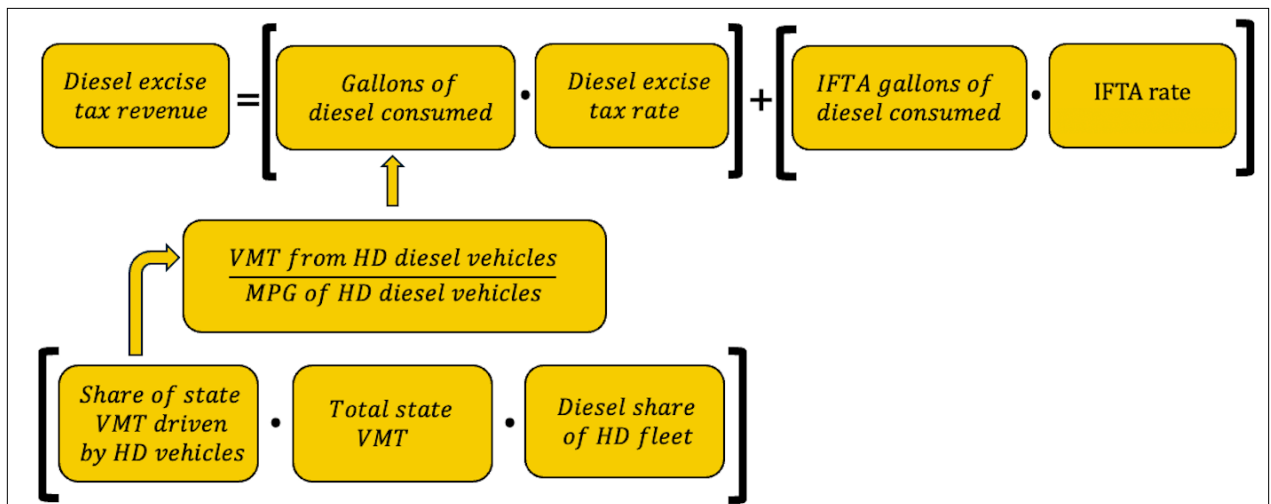 Diesel excise
tax revenue
=
[
Gallons of
diesel consumed
·
Diesel excise
tax rate
]
+
[
IFTA gallons of
diesel consumed
·
IFTA rate
]
VMT from HD diesel vehicles
MPG of HD diesel vehicles
[
Share of state
VMT driven
by HD vehicles
·
Total state
VMT
·
Diesel share
of HD fleet
]